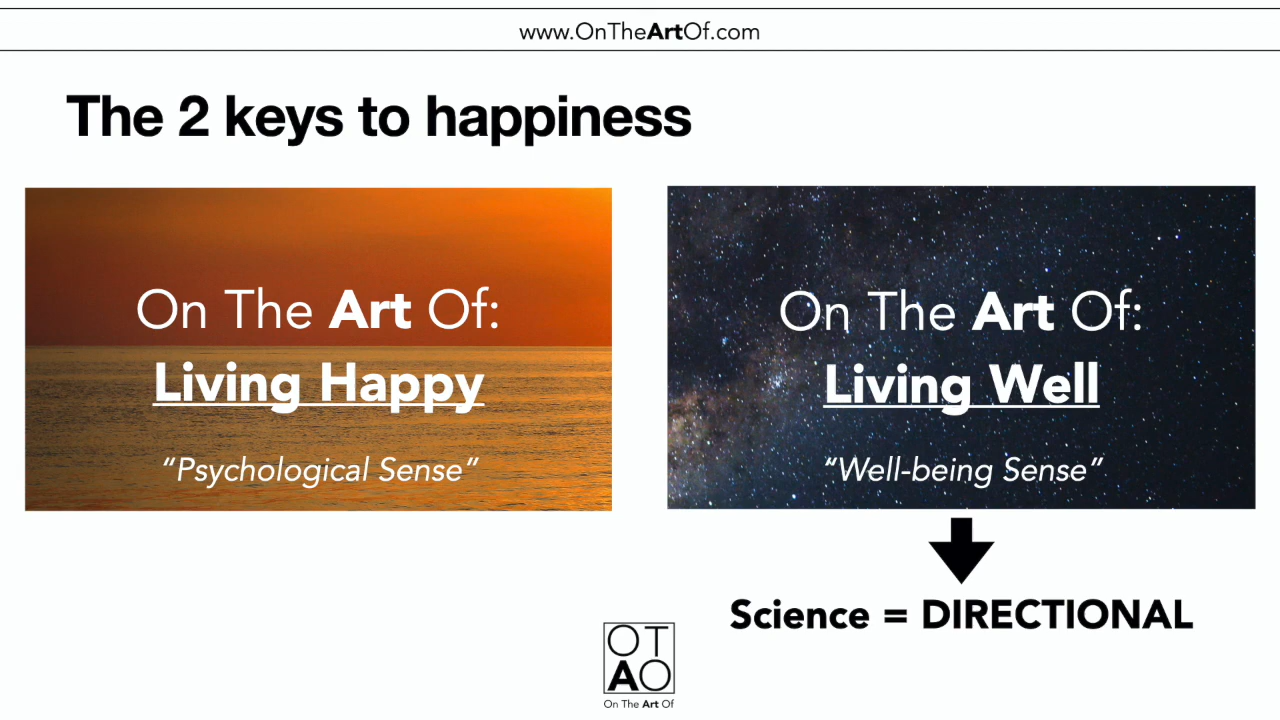 www.OnTheArtOf.com
The 2 keys to happiness
On The Art Of:
Living Happy
“Psychological Sense”
On The Art Of:
Living Well
“Well-being Sense”
Science = DIRECTIONAL
OT
AO
On The Art Of